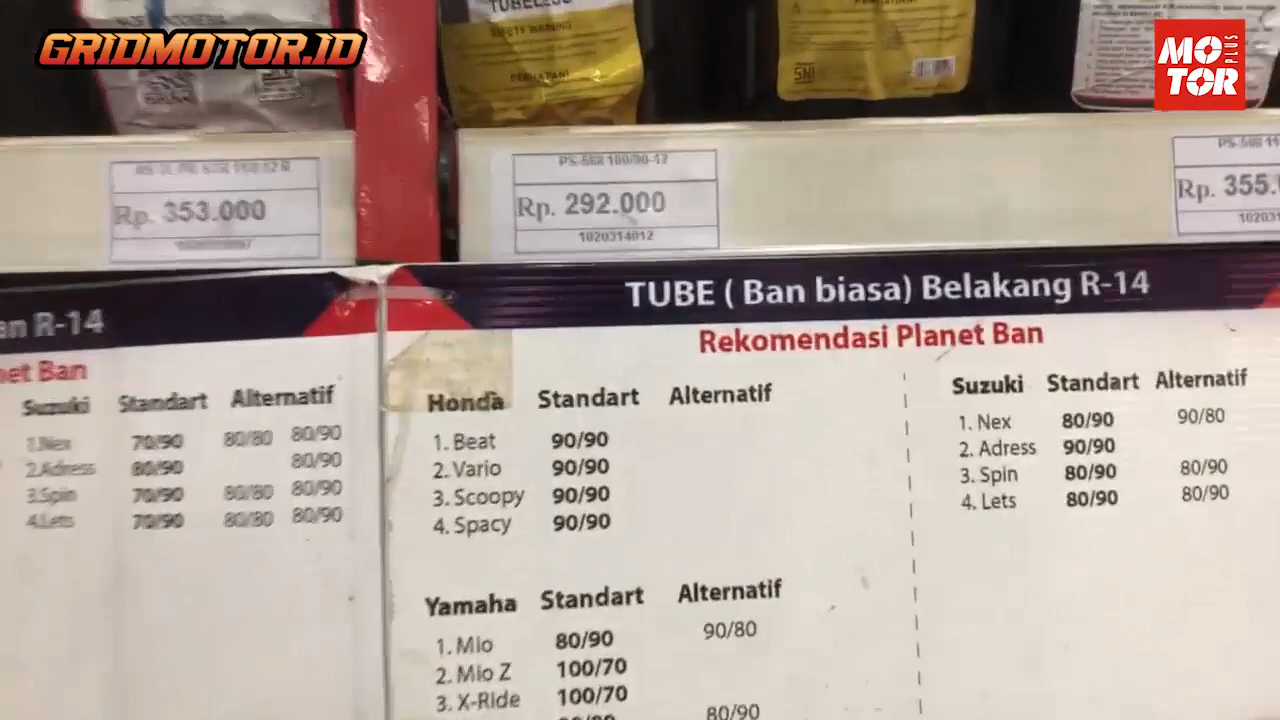 GRIDMOTOR.ID
MOTOR PLUS
TUBELESS
SAFETY WARNING
PERHATIAN!
SNI
Rp. 353.000
PS-588 100/90-12
Rp. 292.000
1020314012
Rp. 355.
TUBE ( Ban biasa) Belakang R-14
Rekomendasi Planet Ban
Honda Standart Alternatif
1. Beat 90/90
2. Vario 90/90
3. Scoopy 90/90
4. Spacy 90/90
Yamaha Standart Alternatif
1. Mio 80/90 90/80
2. Mio Z 100/70
3. X-Ride 100/70
80/90
Suzuki Standart Alternatif
1. Nex 80/90 90/80
2. Adress 90/90
3. Spin 80/90 80/90
4. Lets 80/90 80/90
an R-14
net Ban
Suzuki Standart Alternatif
1.Nex 70/90 80/80 80/90
2.Adress 80/90 80/90
3.Spin 70/90 80/80 80/90
4.Lets 70/90 80/80 80/90